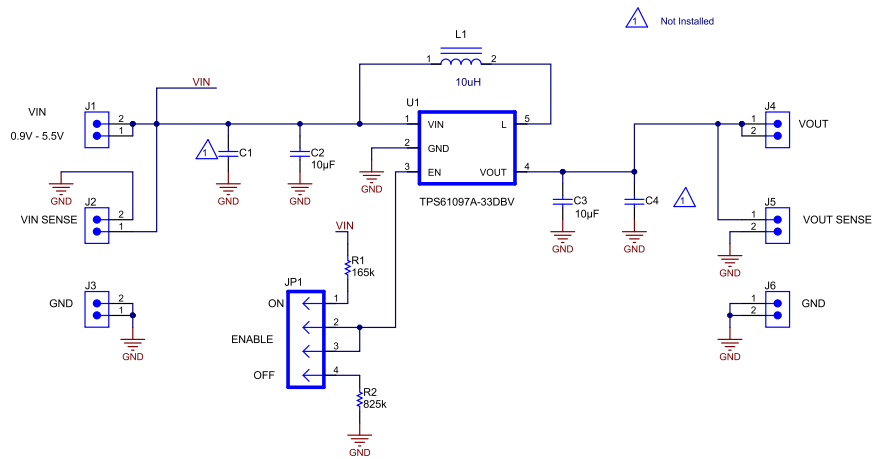 1 Not Installed
L1
1 2
10uH
VIN
U1
VIN
0.9V - 5.5V
J1
2
1
1 VIN L 5
2 GND
3 EN VOUT 4
TPS61097A-33DBV
1 C1
C2
10µF
GND
GND
GND
GND
J4
1
2
VOUT
C3
10µF
C4
1
GND
GND
VIN SENSE
J2
2
1
J5
1
2
VOUT SENSE
GND
VIN
R1
165k
JP1
ON
1
2
ENABLE
3
OFF
4
R2
825k
GND
GND
J3
2
1
GND
J6
1
2
GND
GND